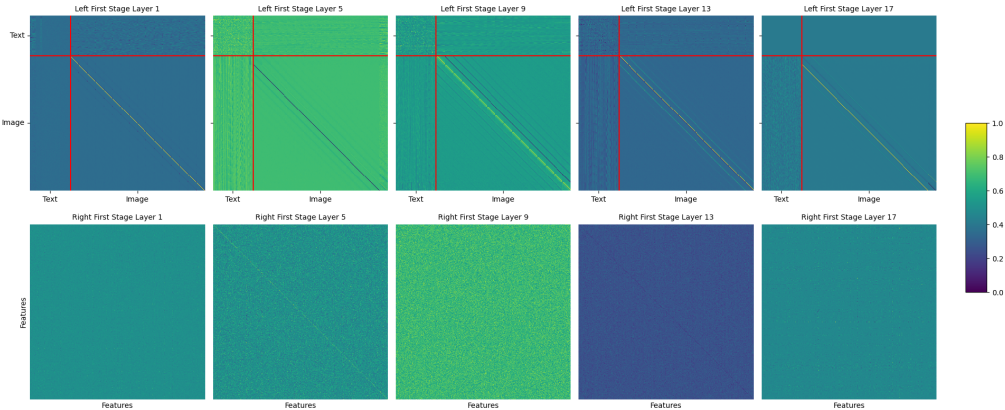 Left First Stage Layer 1
Left First Stage Layer 5
Left First Stage Layer 9
Left First Stage Layer 13
Left First Stage Layer 17
Text
Image
Text Image
Text Image
Text Image
Text Image
Text Image
1.0
0.8
0.6
0.4
0.2
0.0
Right First Stage Layer 1
Right First Stage Layer 5
Right First Stage Layer 9
Right First Stage Layer 13
Right First Stage Layer 17
Features
Features
Features
Features
Features
Features